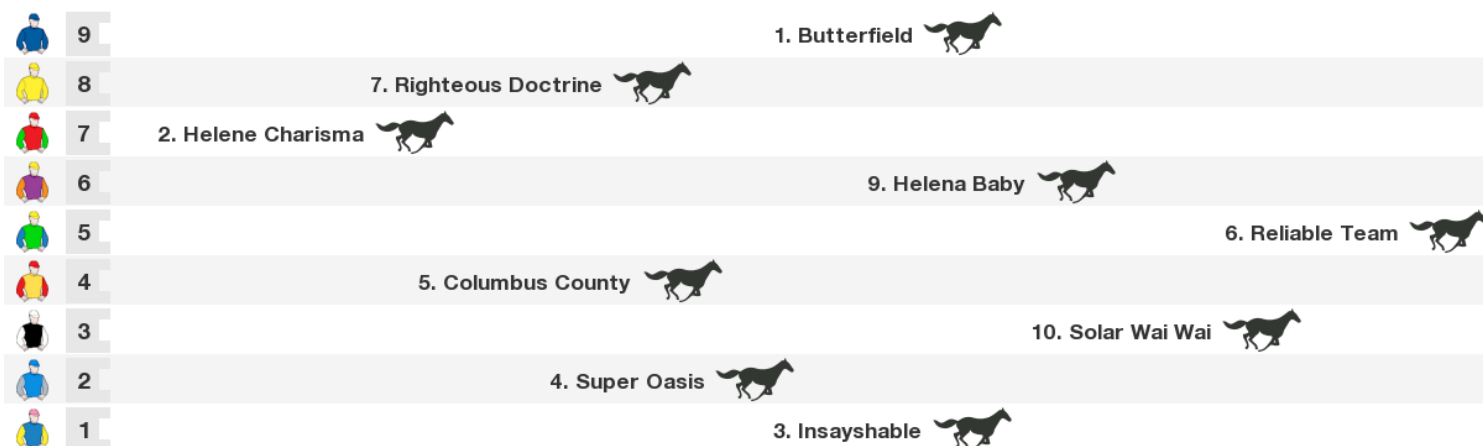 9 1. Butterfield
8 7. Righteous Doctrine
7 2. Helene Charisma
6 9. Helena Baby
5 6. Reliable Team
4 5. Columbus County
3 10. Solar Wai Wai
2 4. Super Oasis
1 3. Insayshable